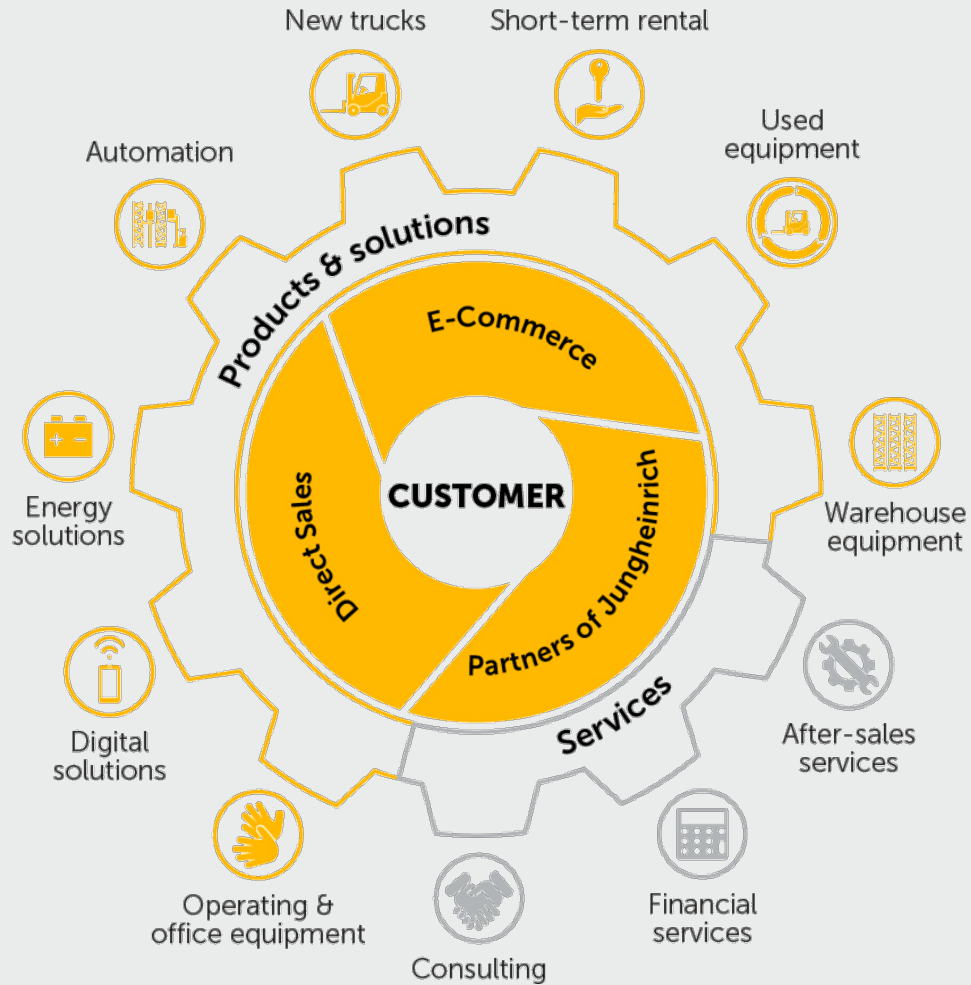 New trucks
Short-term rental
Used
equipment
Automation
Products & solutions
E-Commerce
Energy
solutions
Direct Sales
CUSTOMER
Partners of Jungheinrich
Warehouse
equipment
Services
Digital
solutions
After-sales
services
Operating &
office equipment
Financial
services
Consulting